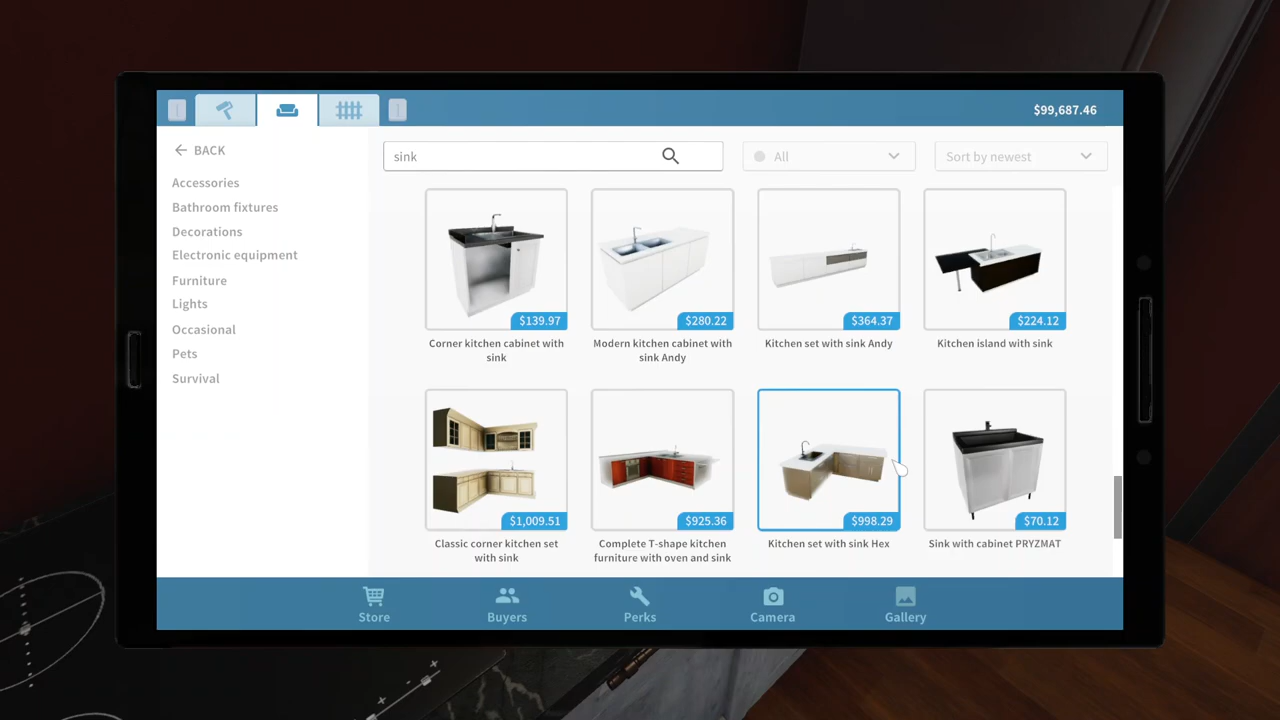 $99,687.46
BACK
sink
All
Sort by newest
Accessories
Bathroom fixtures
Decorations
Electronic equipment
Furniture
Lights
Occasional
Pets
Survival
$139.97
$280.22
$364.37
$224.12
Corner kitchen cabinet with
sink
Modern kitchen cabinet with
sink Andy
Kitchen set with sink Andy
Kitchen island with sink
$1,009.51
$925.36
$998.29
$70.12
Classic corner kitchen set
with sink
Complete T-shape kitchen
furniture with oven and sink
Kitchen set with sink Hex
Sink with cabinet PRYZMAT
Store
Buyers
Perks
Camera
Gallery